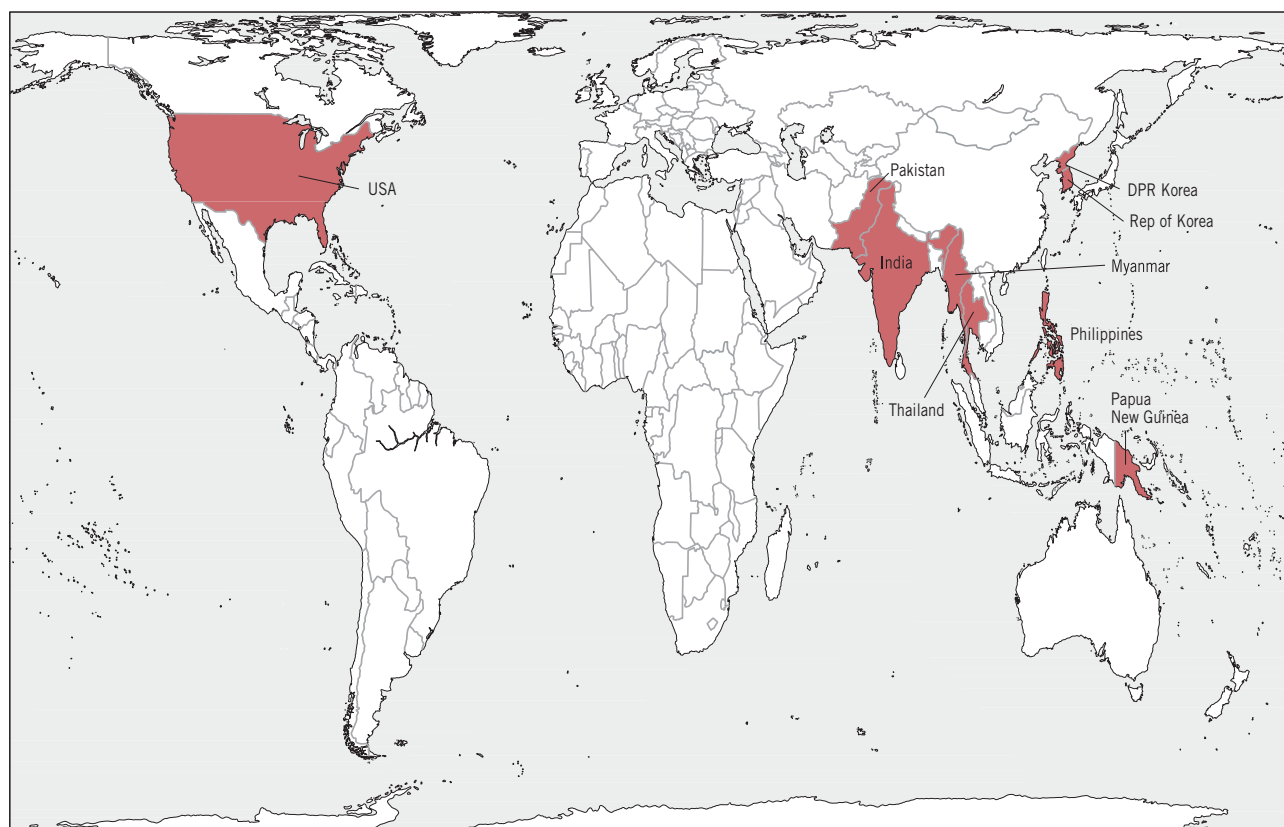 USA
Pakistan
DPR Korea
Rep of Korea
India
Myanmar
Philippines
Thailand
Papua
New Guinea